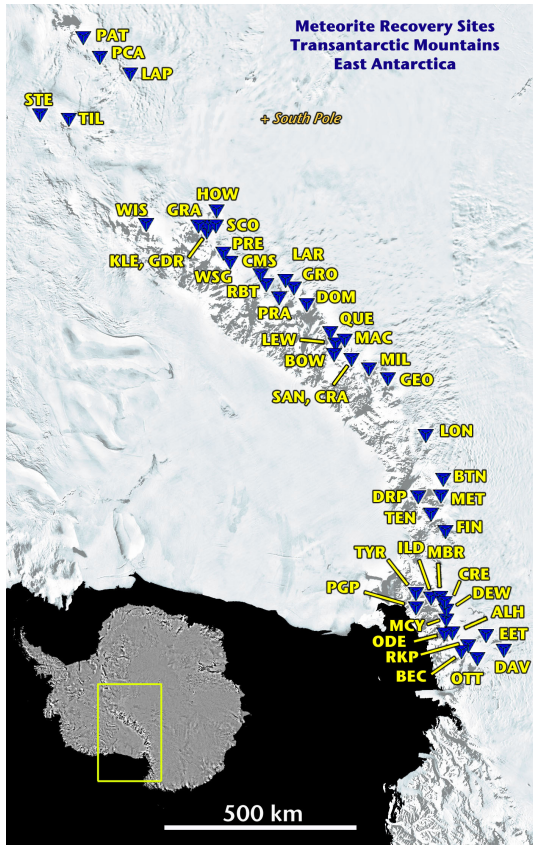 Meteorite Recovery Sites
Transantarctic Mountains
East Antarctica
PAT
PCA
LAP
STE
TIL
+ South Pole
HOW
WIS
GRA
SCO
KLE, GDR
PRE
CMS
LAR
WSG
GRO
RBT
DOM
PRA
QUE
LEW
MAC
BOW
MIL
GEO
SAN, CRA
LON
BTN
DRP
MET
TEN
FIN
TYR
ILD
MBR
CRE
PGP
DEW
ALH
MCY
EET
ODE
RKP
DAV
BEC
OTT
500 km